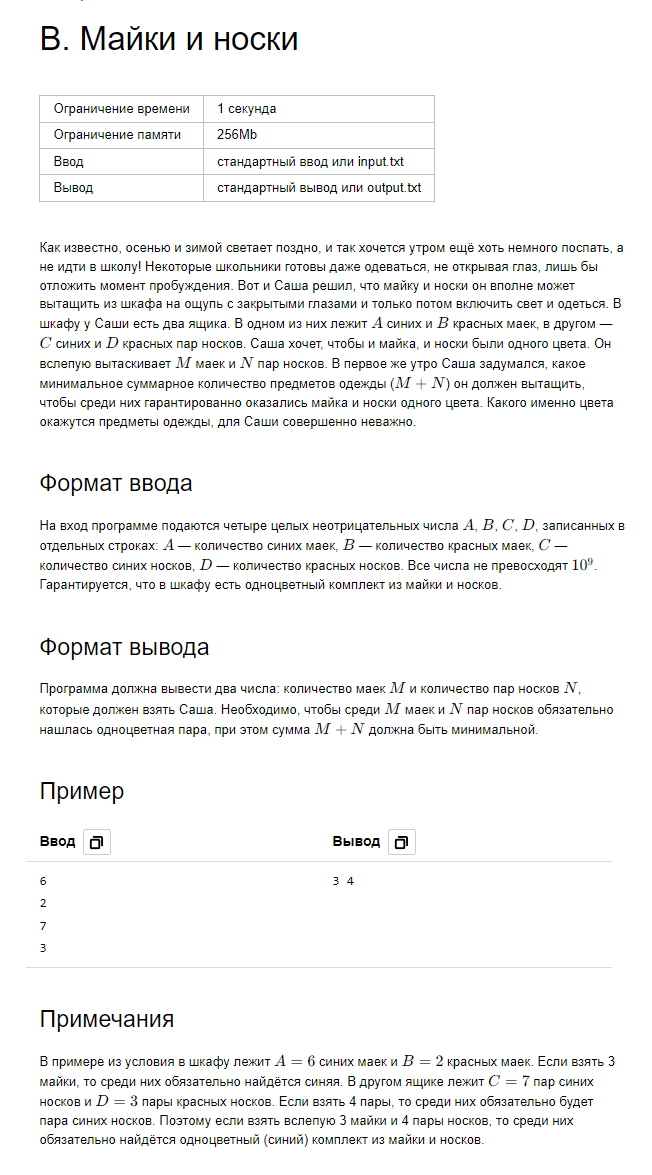 B. Майки и носки
Ограничение времени 1 секунда
Ограничение памяти 256Mb
Ввод стандартный ввод или input.txt
Вывод стандартный вывод или output.txt
Как известно, осенью и зимой светает поздно, и так хочется утром ещё хоть немного поспать, а
не идти в школу! Некоторые школьники готовы даже одеваться, не открывая глаз, лишь бы
отложить момент пробуждения. Вот и Саша решил, что майку и носки он вполне может
вытащить из шкафа на ощупь с закрытыми глазами и только потом включить свет и одеться. В
шкафу у Саши есть два ящика. В одном из них лежит A синих и B красных маек, в другом —
C синих и D красных пар носков. Саша хочет, чтобы и майка, и носки были одного цвета. Он
вслепую вытаскивает M маек и N пар носков. В первое же утро Саша задумался, какое
минимальное суммарное количество предметов одежды (M + N) он должен вытащить,
чтобы среди них гарантированно оказались майка и носки одного цвета. Какого именно цвета
окажутся предметы одежды, для Саши совершенно неважно.
Формат ввода
На вход программе подаются четыре целых неотрицательных числа A, B, C, D, записанных в
отдельных строках: A — количество синих маек, B — количество красных маек, C —
количество синих носков, D — количество красных носков. Все числа не превосходят 10⁹.
Гарантируется, что в шкафу есть одноцветный комплект из майки и носков.
Формат вывода
Программа должна вывести два числа: количество маек M и количество пар носков N,
которые должен взять Саша. Необходимо, чтобы среди M маек и N пар носков обязательно
нашлась одноцветная пара, при этом сумма M + N должна быть минимальной.
Пример
Ввод Вывод
6 3 4
2
7
3
Примечания
В примере из условия в шкафу лежит A = 6 синих маек и B = 2 красных маек. Если взять 3
майки, то среди них обязательно найдётся синяя. В другом ящике лежит C = 7 пар синих
носков и D = 3 пары красных носков. Если взять 4 пары, то среди них обязательно будет
пара синих носков. Поэтому если взять вслепую 3 майки и 4 пары носков, то среди них
обязательно найдётся одноцветный (синий) комплект из майки и носков.